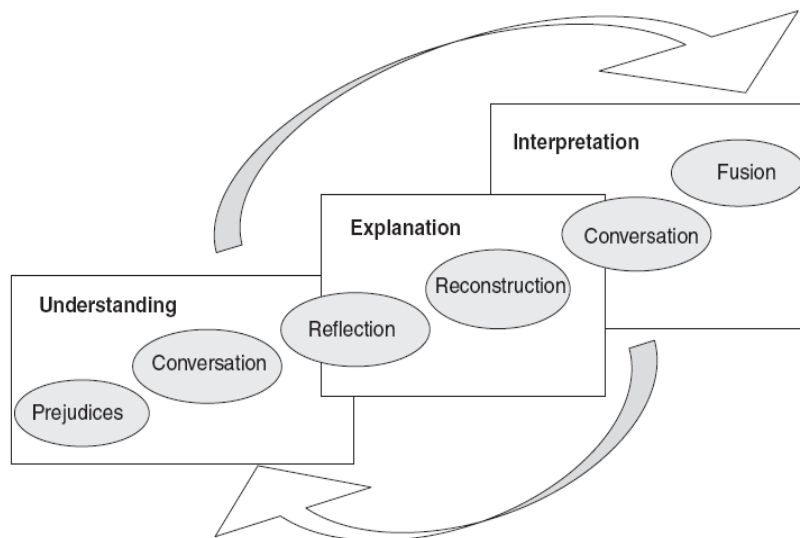 Interpretation
Fusion
Explanation
Conversation
Reconstruction
Understanding
Reflection
Conversation
Prejudices